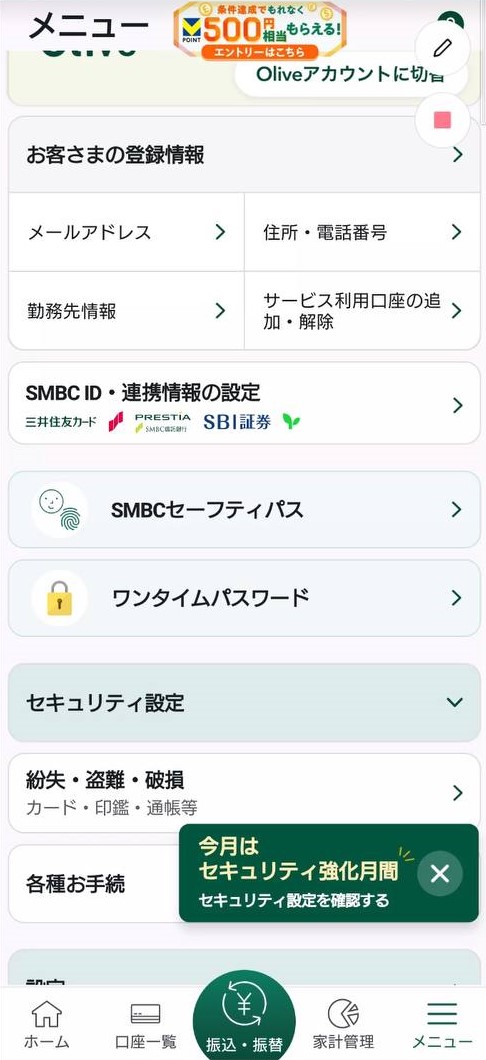 メニュー
条件達成でもれなく
V
POINT
500円
相当
もらえる!
エントリーはこちら
Olive
Oliveアカウントに切替
お客さまの登録情報
メールアドレス
住所・電話番号
勤務先情報
サービス利用口座の追
加・解除
SMBC ID・連携情報の設定
三井住友カード
PRESTIA
SMBC信託銀行
SBI証券
SMBCセーフティパス
ワンタイムパスワード
セキュリティ設定
紛失・盗難・破損
カード・印鑑・通帳等
今月は
セキュリティ強化月間
セキュリティ設定を確認する
各種お手続
設定
ホーム
口座一覧
振込・振替
家計管理
メニュー